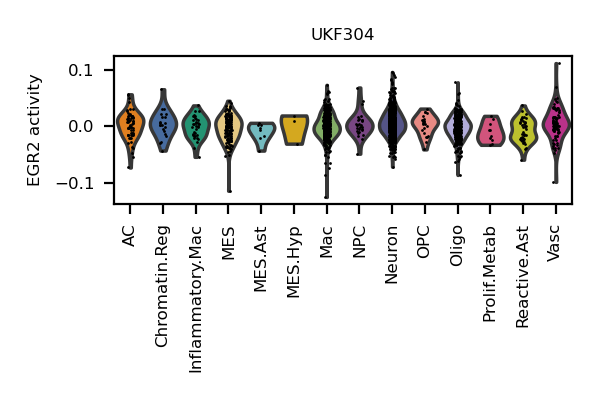 UKF304
EGR2 activity
0.1
0.0
−0.1
AC
Chromatin.Reg
Inflammatory.Mac
MES
MES.Ast
MES.Hyp
Mac
NPC
Neuron
OPC
Oligo
Prolif.Metab
Reactive.Ast
Vasc